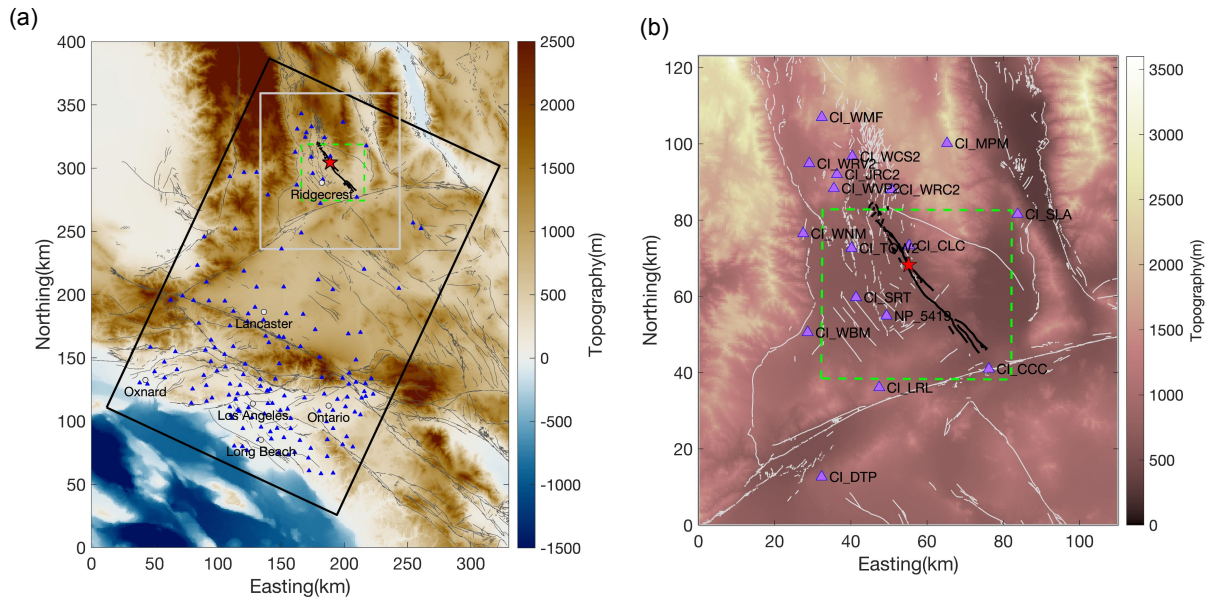 (a)
(b)
400
350
300
250
200
150
100
50
0
Northing(km)
0
50
100
150
200
250
300
Easting(km)
Ridgecrest
Lancaster
Oxnard
Los Angeles
Ontario
Long Beach
2500
2000
1500
1000
500
0
-500
-1000
-1500
Topography(m)
120
100
80
60
40
20
0
Northing(km)
0
20
40
60
80
100
Easting(km)
CI_WMF
CI_MPM
CI_WCS2
CI_WRV2
CI_JRC2
CI_WVP2
CI_WRC2
CI_SLA
CI_WNM
CI_TOW2
CI_CLC
CI_SRT
NP_5419
CI_WBM
CI_CCC
CI_LRL
CI_DTP
3500
3000
2500
2000
1500
1000
500
0
Topography(m)